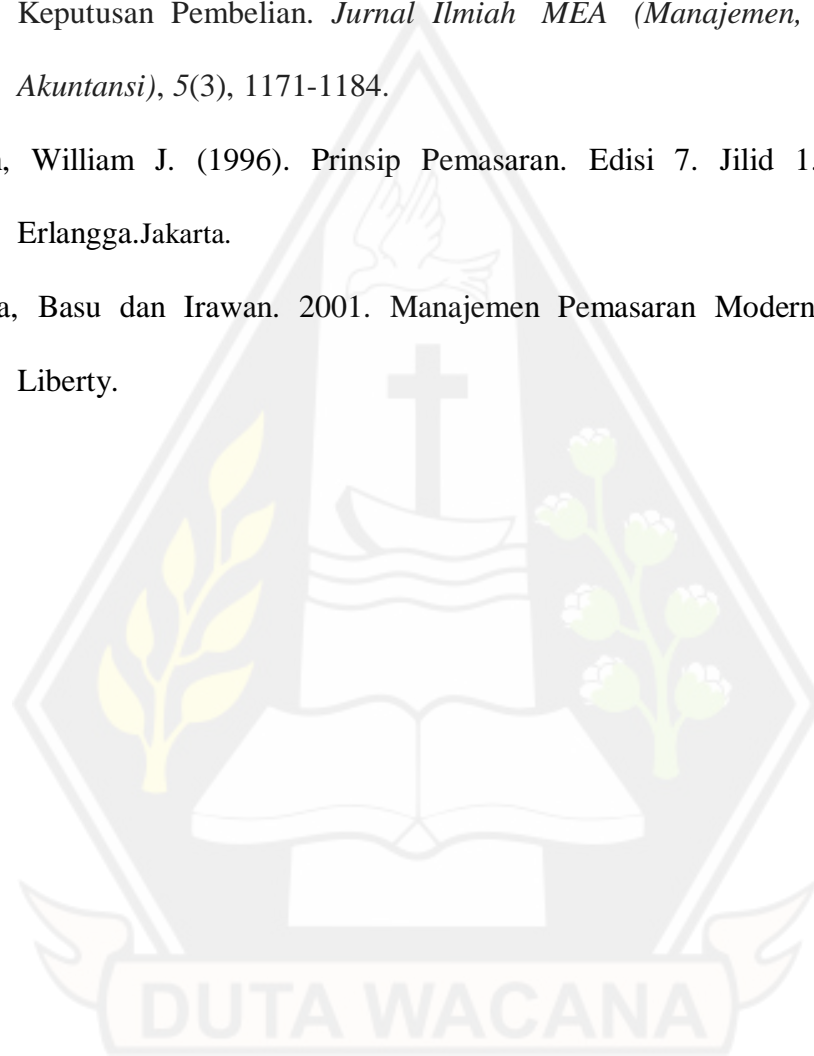 Keputusan Pembelian. Jurnal Ilmiah MEA (Manajemen,
Akuntansi), 5(3), 1171-1184.
, William J. (1996). Prinsip Pemasaran. Edisi 7. Jilid 1.
Erlangga.Jakarta.
a, Basu dan Irawan. 2001. Manajemen Pemasaran Modern
Liberty.
DUTA WACANA